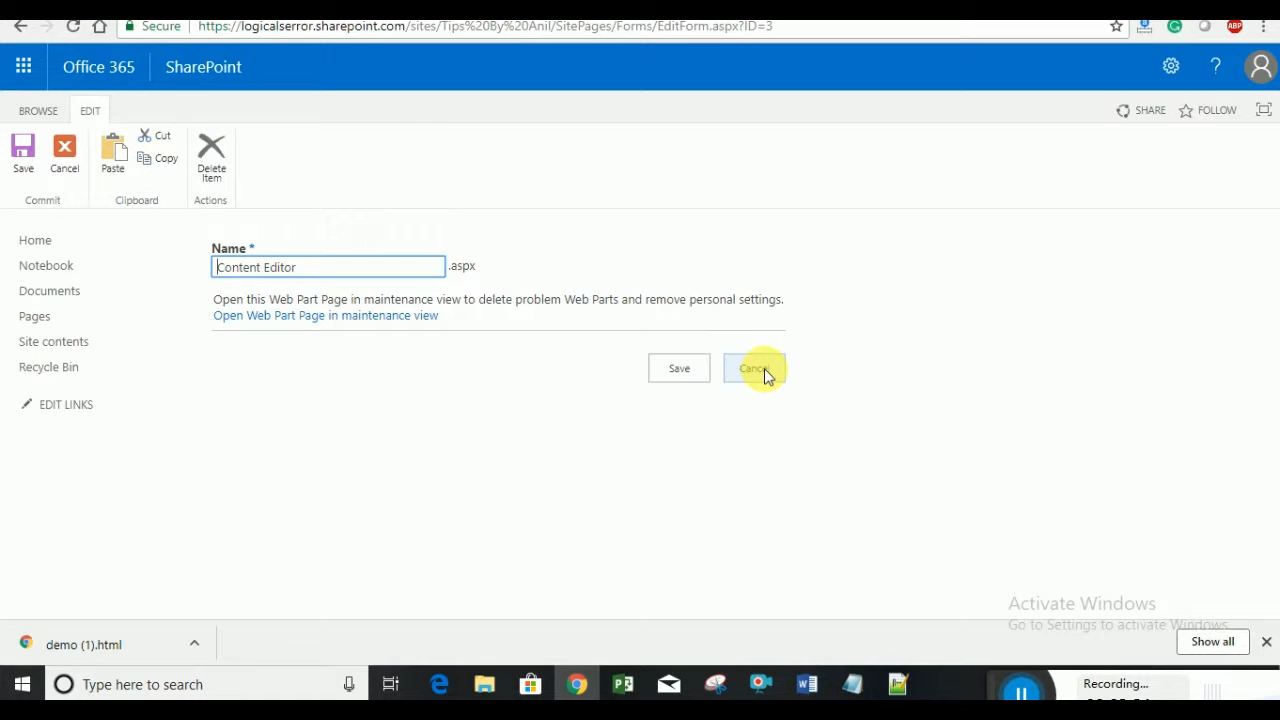 Secure https://logicalserror.sharepoint.com/sites/Tips%20By%20Anil/SitePages/Forms/EditForm.aspx?ID=3
ABP
Office 365 SharePoint
?
BROWSE EDIT
SHARE FOLLOW
Save Cancel Paste Cut Copy Delete Item
Commit Clipboard Actions
Home
Notebook
Documents
Pages
Site contents
Recycle Bin
EDIT LINKS
Name *
Content Editor .aspx
Open this Web Part Page in maintenance view to delete problem Web Parts and remove personal settings.
Open Web Part Page in maintenance view
Save Cancel
Activate Windows
Go to Settings to activate Windows.
demo (1).html
Show all
Type here to search
Recording...